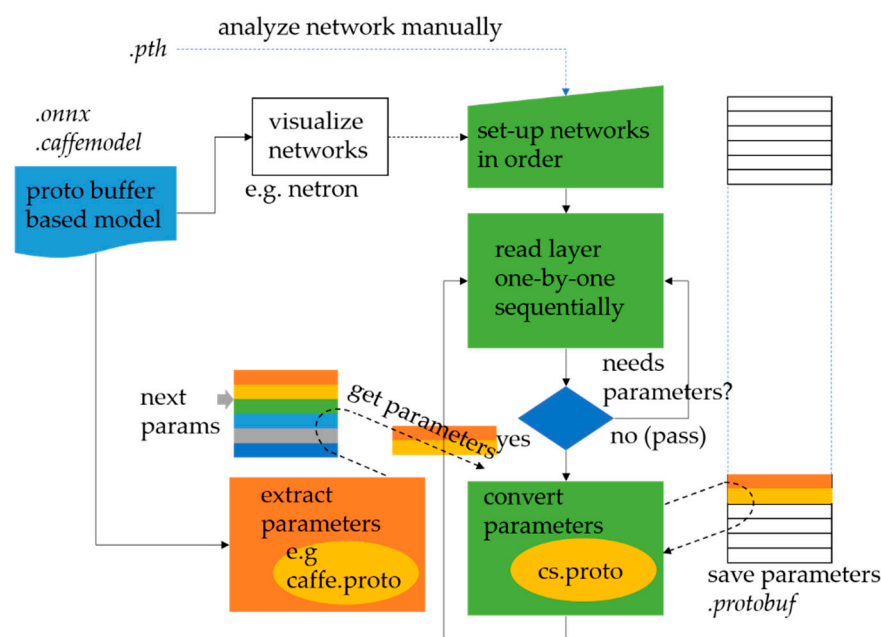 analyze network manually
.pth
.onnx
.caffemodel
visualize
networks
e.g. netron
set-up networks
in order
proto buffer
based model
read layer
one-by-one
sequentially
needs
parameters?
no (pass)
yes
next
params
get parameters
extract
parameters
e.g
caffe.proto
convert
parameters
cs.proto
save parameters
.protobuf